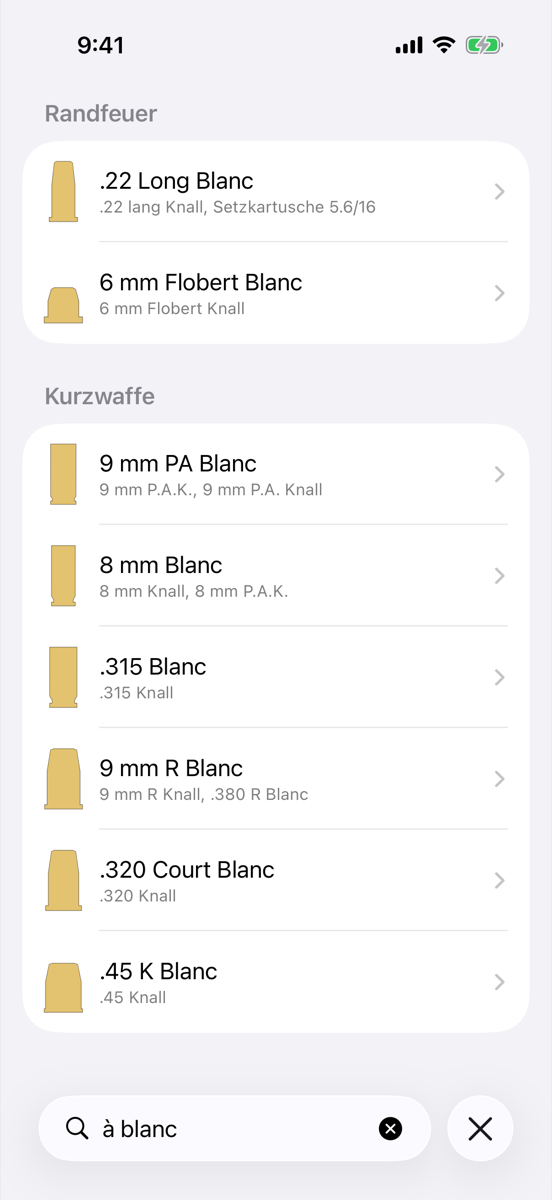 9:41
Randfeuer
.22 Long Blanc
.22 lang Knall, Setzkartusche 5.6/16
6 mm Flobert Blanc
6 mm Flobert Knall
Kurzwaffe
9 mm PA Blanc
9 mm P.A.K., 9 mm P.A. Knall
8 mm Blanc
8 mm Knall, 8 mm P.A.K.
.315 Blanc
.315 Knall
9 mm R Blanc
9 mm R Knall, .380 R Blanc
.320 Court Blanc
.320 Knall
.45 K Blanc
.45 Knall
à blanc